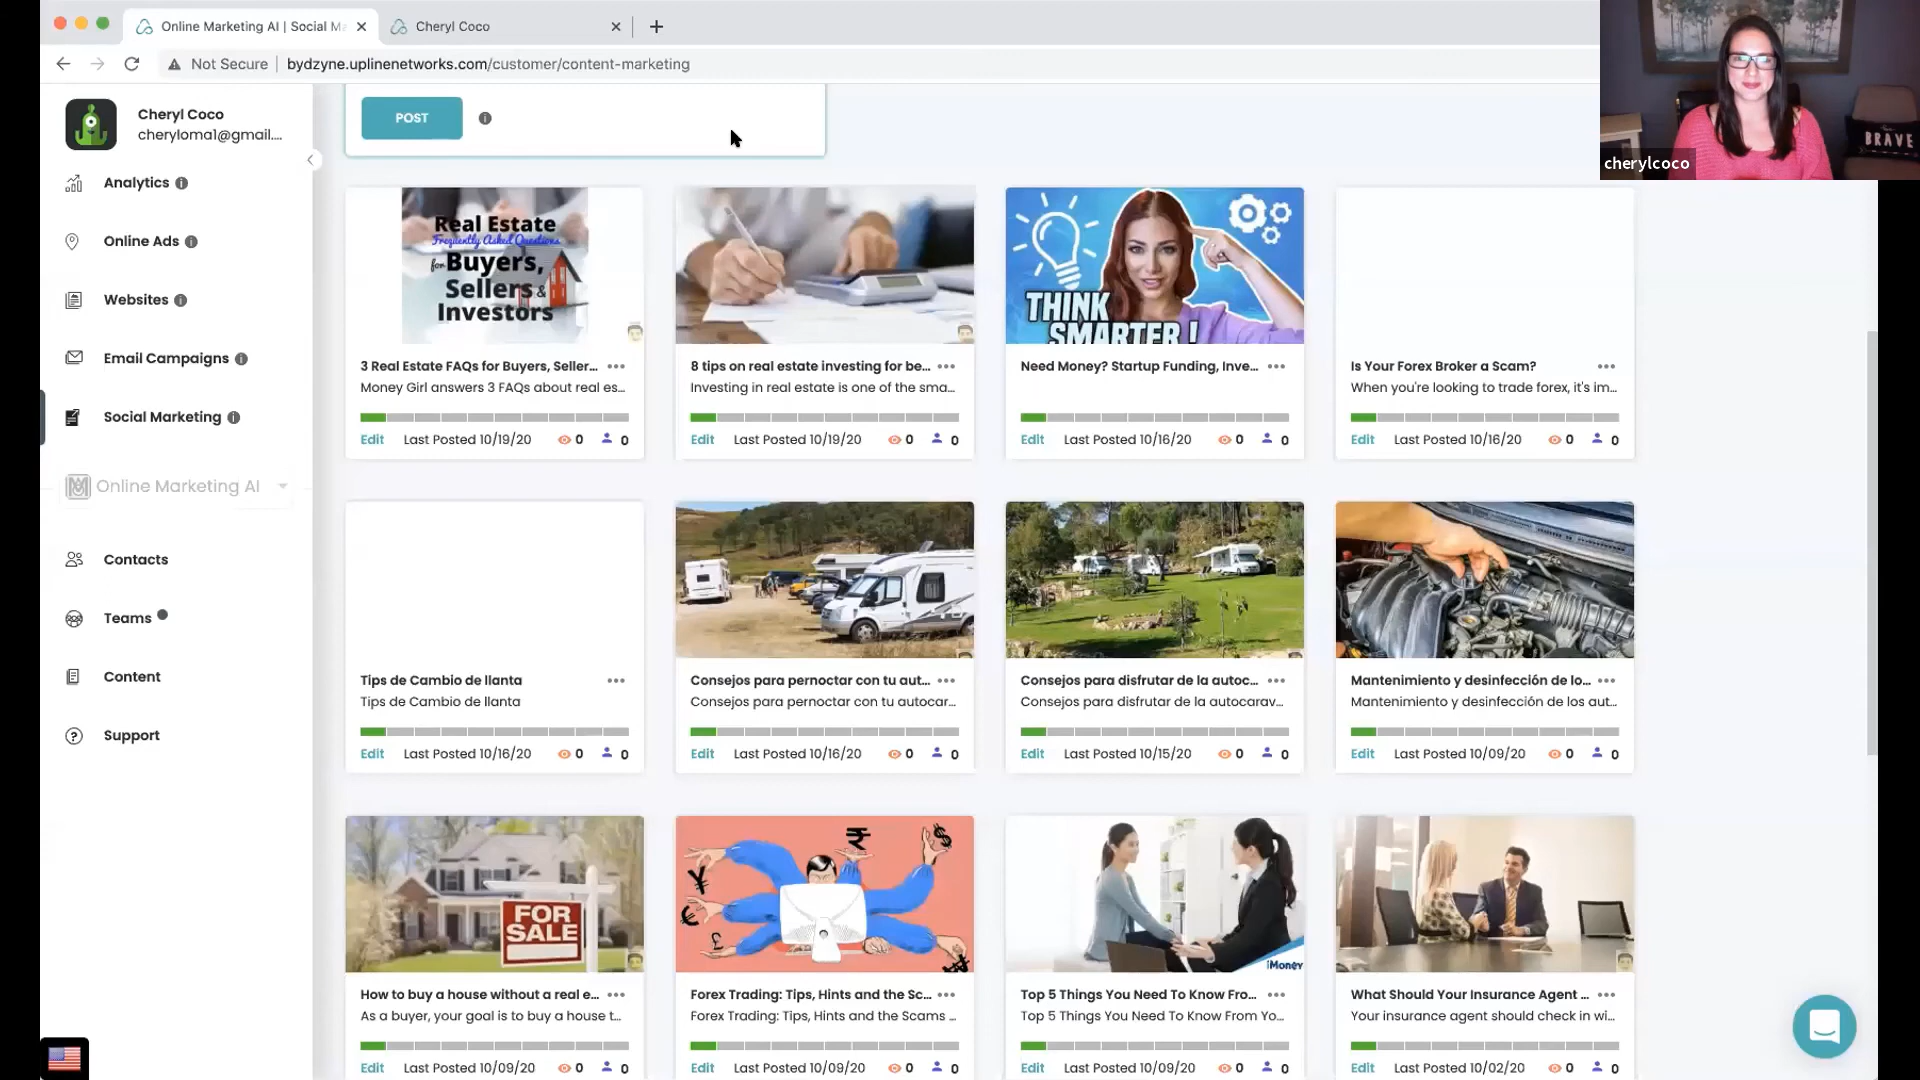 Online Marketing AI | Social Ma
Cheryl Coco
Not Secure
bydzyne.uplinenetworks.com/customer/content-marketing
cherylcoco
BRAVE
Cheryl Coco
cheryloma1@gmail....
Analytics
Online Ads
Websites
Email Campaigns
Social Marketing
Online Marketing AI
Contacts
Teams
Content
Support
POST
Real Estate
Frequently Asked Questions
for Buyers,
Sellers &
Investors
3 Real Estate FAQs for Buyers, Seller...
Money Girl answers 3 FAQs about real es...
Edit Last Posted 10/19/20 0 0
8 tips on real estate investing for be...
Investing in real estate is one of the sma...
Edit Last Posted 10/19/20 0 0
THINK
SMARTER!
Need Money? Startup Funding, Inve...
Edit Last Posted 10/16/20 0 0
Is Your Forex Broker a Scam?
When you're looking to trade forex, it's im...
Edit Last Posted 10/16/20 0 0
Tips de Cambio de llanta
Tips de Cambio de llanta
Edit Last Posted 10/16/20 0 0
Consejos para pernoctar con tu aut...
Consejos para pernoctar con tu autocar...
Edit Last Posted 10/16/20 0 0
Consejos para disfrutar de la autoc...
Consejos para disfrutar de la autocarav...
Edit Last Posted 10/15/20 0 0
Mantenimiento y desinfección de lo...
Mantenimiento y desinfección de los aut...
Edit Last Posted 10/09/20 0 0
FOR
SALE
How to buy a house without a real e...
As a buyer, your goal is to buy a house t...
Edit Last Posted 10/09/20 0 0
₹
$
¥
€
£
₩
Forex Trading: Tips, Hints and the Sc...
Forex Trading: Tips, Hints and the Scams ...
Edit Last Posted 10/09/20 0 0
iMoney
Top 5 Things You Need To Know Fro...
Top 5 Things You Need To Know From Yo...
Edit Last Posted 10/09/20 0 0
What Should Your Insurance Agent ...
Your insurance agent should check in wi...
Edit Last Posted 10/02/20 0 0